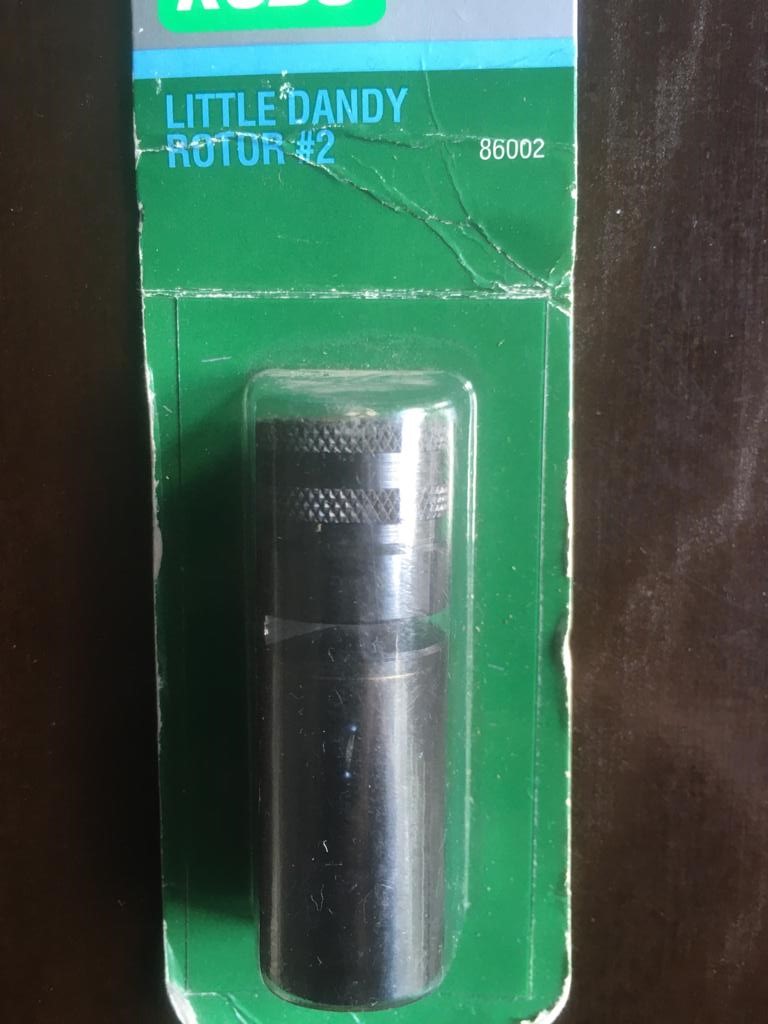 LITTLE DANDY
ROTOR #2
86002